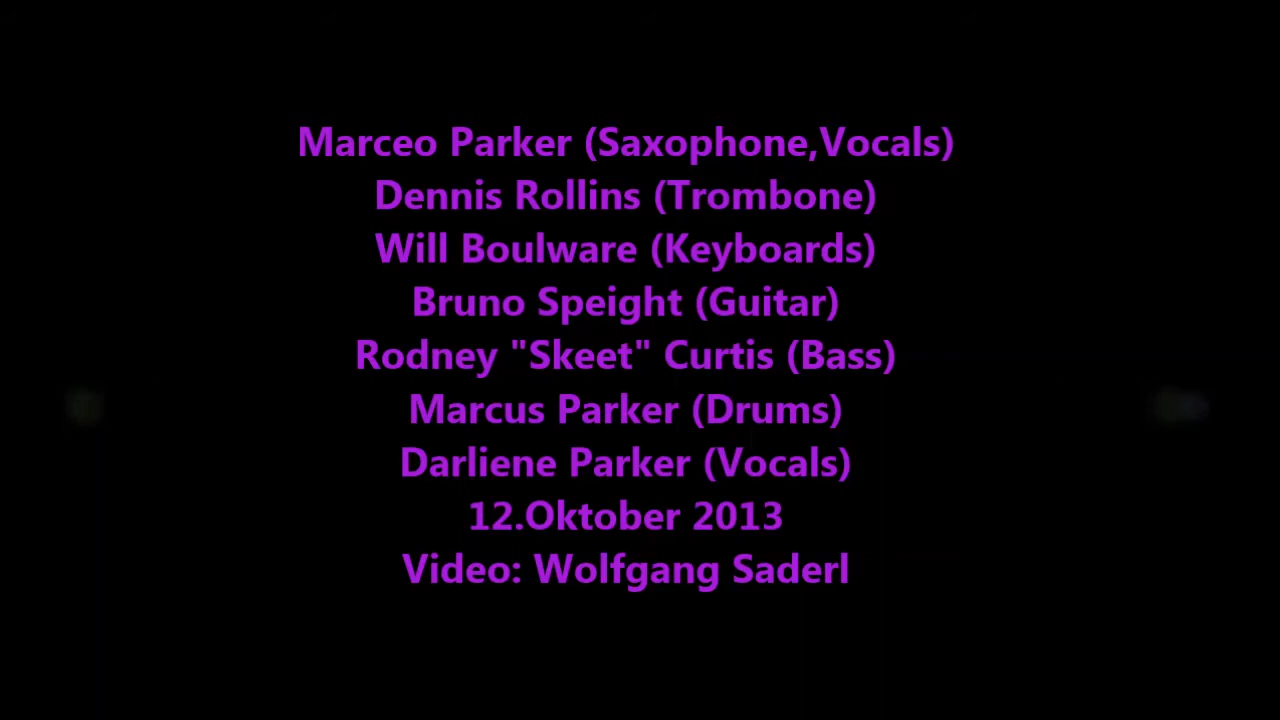 Marceo Parker (Saxophone,Vocals)
Dennis Rollins (Trombone)
Will Boulware (Keyboards)
Bruno Speight (Guitar)
Rodney "Skeet" Curtis (Bass)
Marcus Parker (Drums)
Darliene Parker (Vocals)
12.Oktober 2013
Video: Wolfgang Saderl